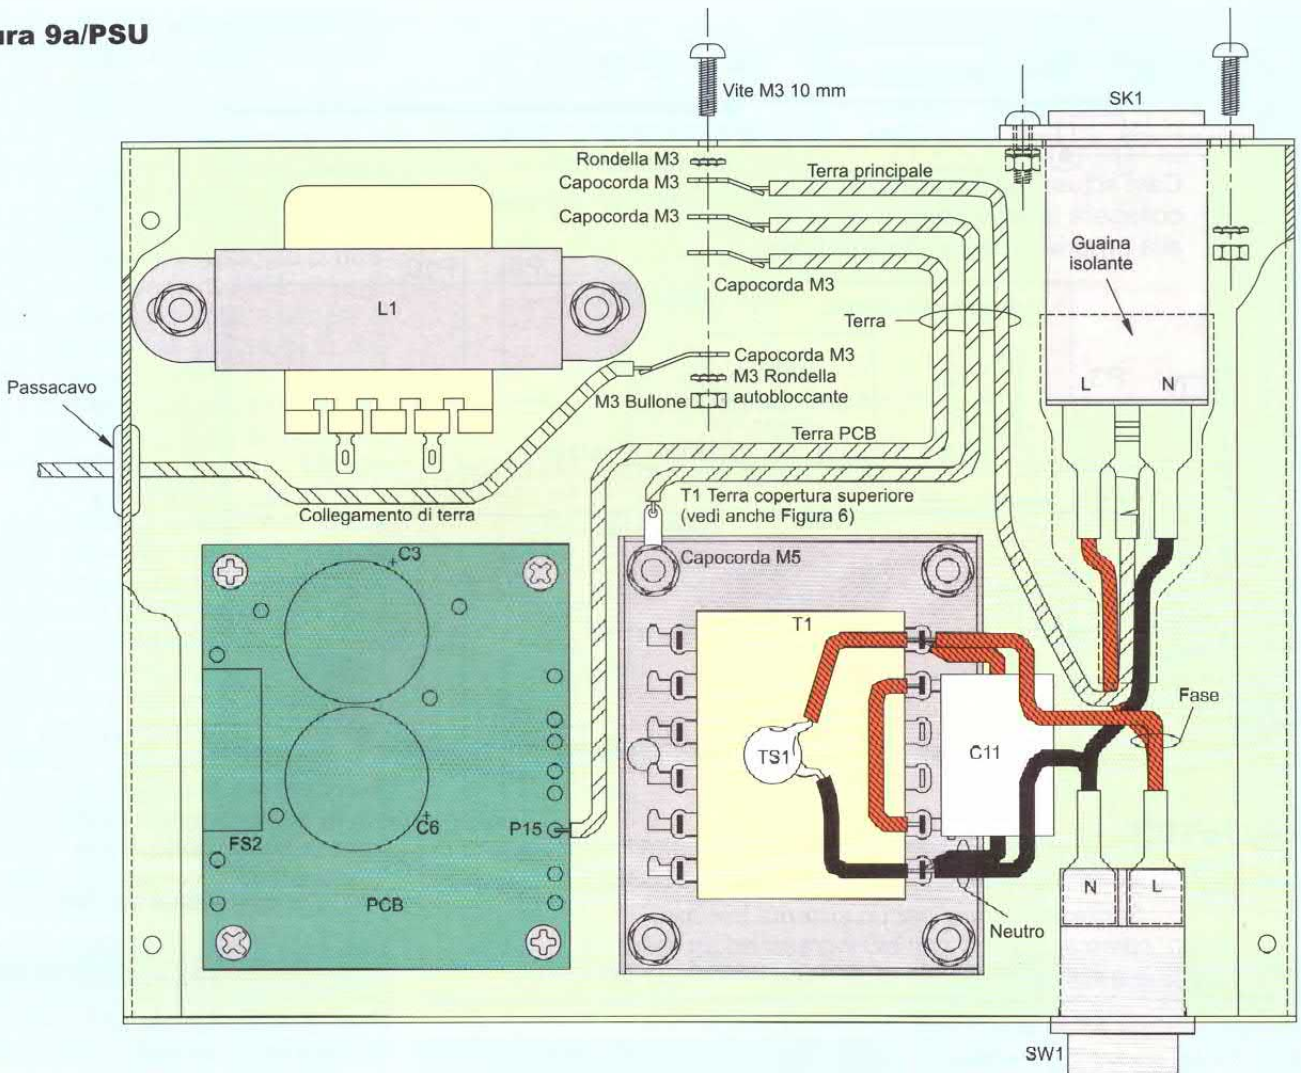 ura 9a/PSU
Vite M3 10 mm
SK1
Rondella M3
Capocorda M3
Terra principale
Capocorda M3
Guaina
isolante
Capocorda M3
L1
Terra
Capocorda M3
L
N
Passacavo
M3 Rondella
autobloccante
M3 Bullone
Terra PCB
T1 Terra copertura superiore
(vedi anche Figura 6)
Collegamento di terra
+
C3
Capocorda M5
T1
Fase
TS1
C11
+
C6
P15
FS2
N
L
PCB
Neutro
SW1